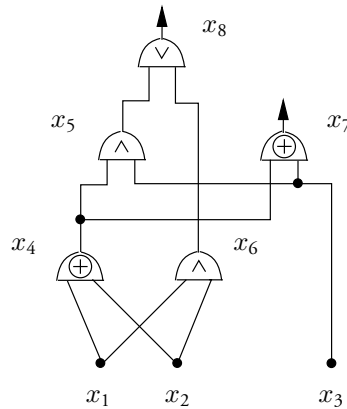 x₈
∨
x₅
∧
x₇
⊕
x₄
⊕
x₆
∧
x₁ x₂ x₃